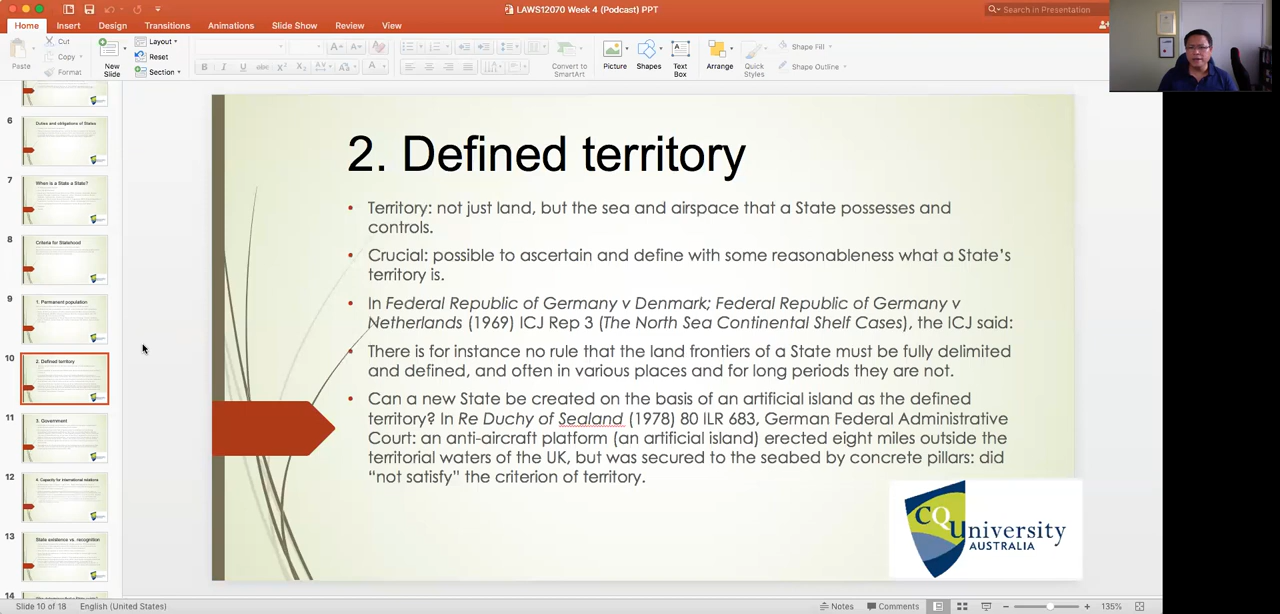 LAWS12070 Week 4 (Podcast) PPT
Search in Presentation
Home Insert Design Transitions Animations Slide Show Review View
Paste
Cut
Copy
Format
New Slide
Layout
Reset
Section
B I U abc X² X₂
Convert to SmartArt
Picture
Shapes
Text Box
Arrange
Quick Styles
Shape Fill
Shape Outline
6
Duties and obligations of States
7
When is a State a State?
8
Criteria for Statehood
9
1. Permanent population
10
2. Defined territory
11
3. Government
12
4. Capacity for international relations
13
State existence vs. recognition
14
2. Defined territory
• Territory: not just land, but the sea and airspace that a State possesses and
controls.
• Crucial: possible to ascertain and define with some reasonableness what a State’s
territory is.
• In Federal Republic of Germany v Denmark; Federal Republic of Germany v
Netherlands (1969) ICJ Rep 3 (The North Sea Continental Shelf Cases), the ICJ said:
• There is for instance no rule that the land frontiers of a State must be fully delimited
and defined, and often in various places and for long periods they are not.
• Can a new State be created on the basis of an artificial island as the defined
territory? In Re Duchy of Sealand (1978) 80 ILR 683, German Federal Administrative
Court: an anti-aircraft platform (an artificial island) erected eight miles outside the
territorial waters of the UK, but was secured to the seabed by concrete pillars: did
“not satisfy” the criterion of territory.
CQUniversity
AUSTRALIA
Slide 10 of 18 English (United States)
Notes Comments 135%